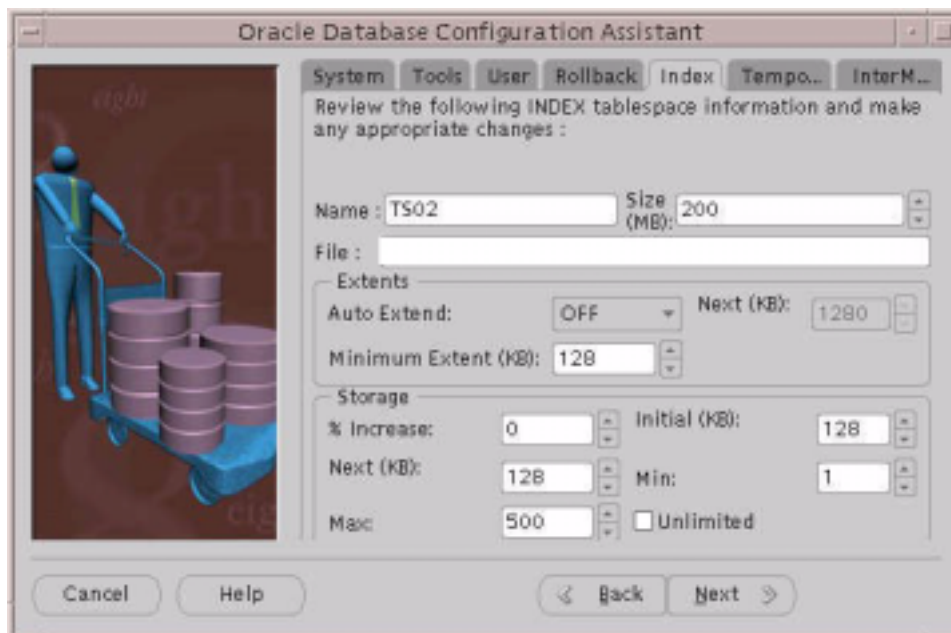 Oracle Database Configuration Assistant
System Tools User Rollback Index Tempo... InterM...
Review the following INDEX tablespace information and make
any appropriate changes :
Name : TS02 Size (MB): 200
File :
Extents
Auto Extend: OFF Next (KB): 1280
Minimum Extent (KB): 128
Storage
% Increase: 0 Initial (KB): 128
Next (KB): 128 Min: 1
Max: 500 Unlimited
Cancel Help Back Next
eight
eight
eig